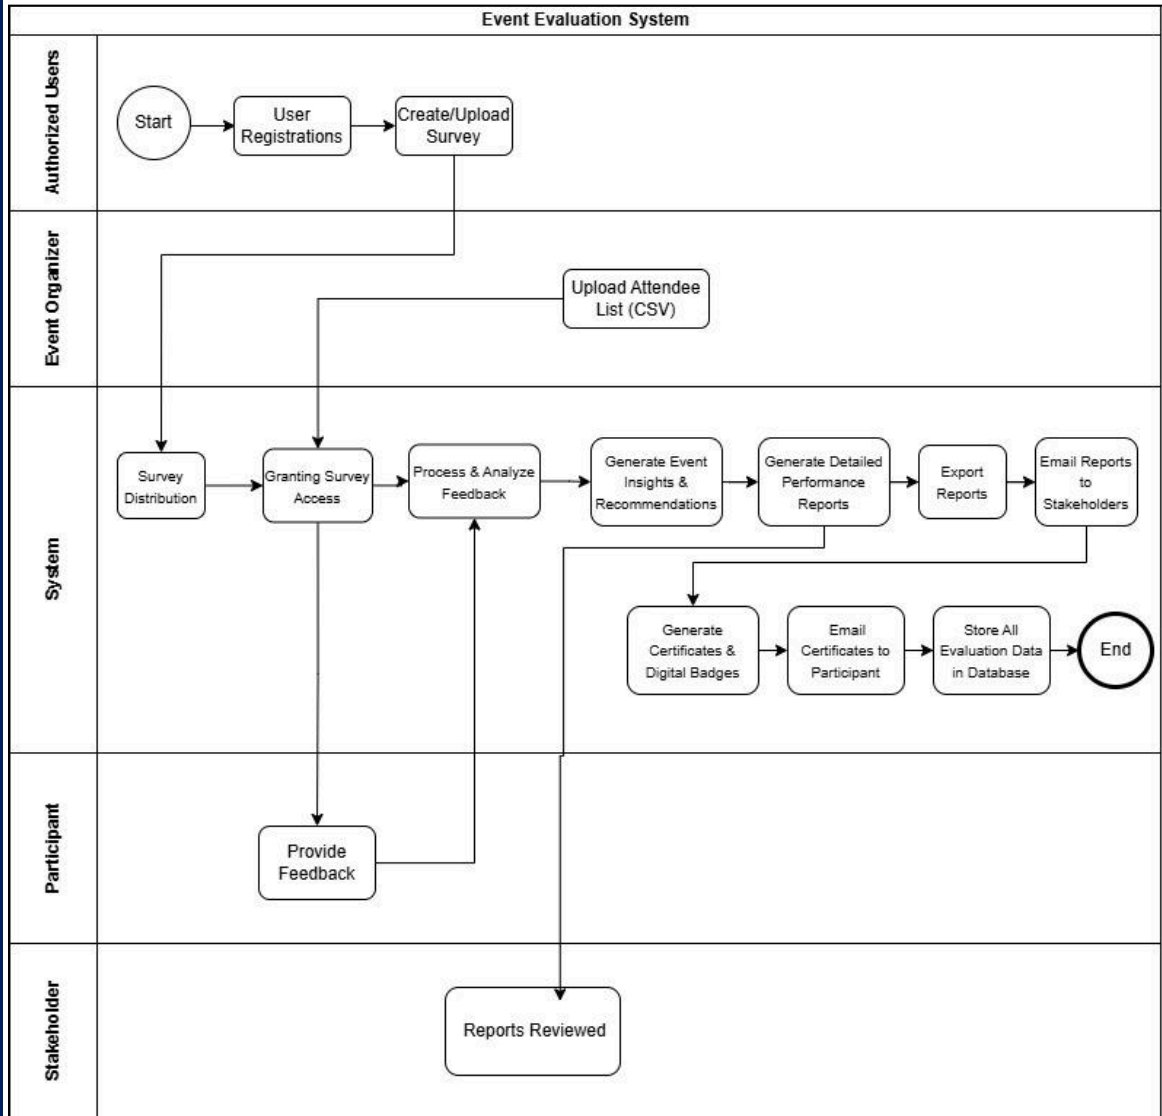 Event Evaluation System
Authorized Users
Start
User
Registrations
Create/Upload
Survey
Event Organizer
Upload Attendee
List (CSV)
System
Survey
Distribution
Granting Survey
Access
Process & Analyze
Feedback
Generate Event
Insights &
Recommendations
Generate Detailed
Performance
Reports
Export
Reports
Email Reports
to
Stakeholders
Generate
Certificates &
Digital Badges
Email
Certificates to
Participant
Store All
Evaluation Data
in Database
End
Participant
Provide
Feedback
Stakeholder
Reports Reviewed